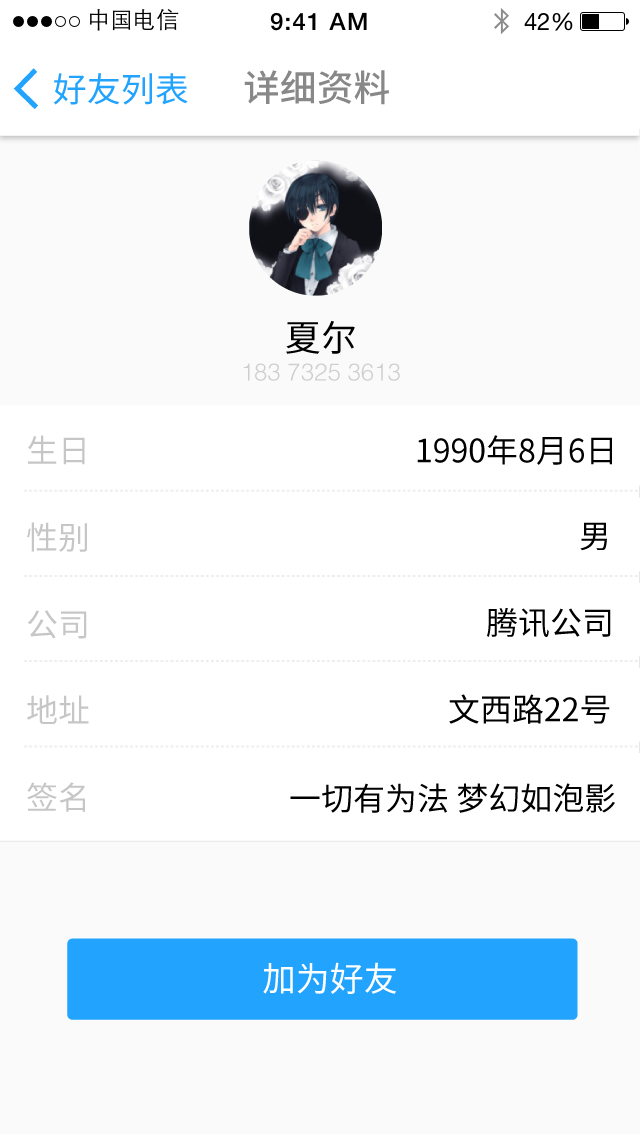 中国电信 9:41 AM 42%
好友列表 详细资料
夏尔
183 7325 3613
生日 1990年8月6日
性别 男
公司 腾讯公司
地址 文西路22号
签名 一切有为法 梦幻如泡影
加为好友